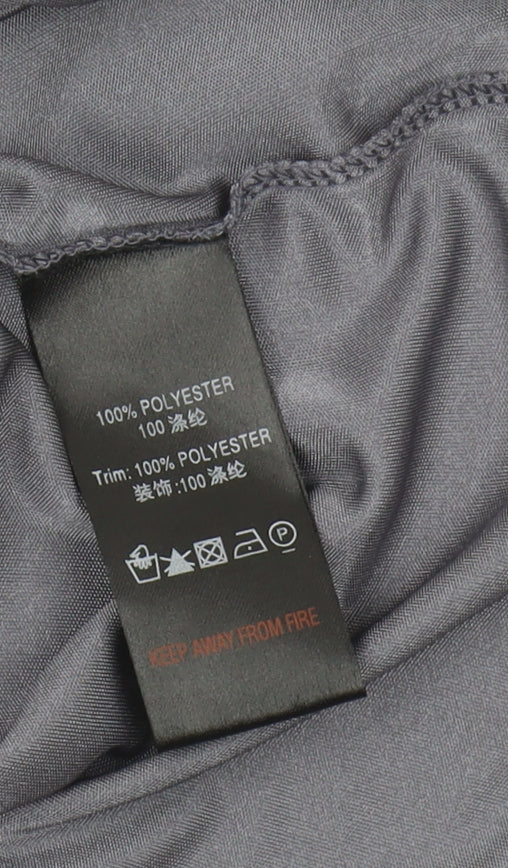 100% POLYESTER
100 涤纶
Trim: 100% POLYESTER
装饰:100 涤纶
P
KEEP AWAY FROM FIRE